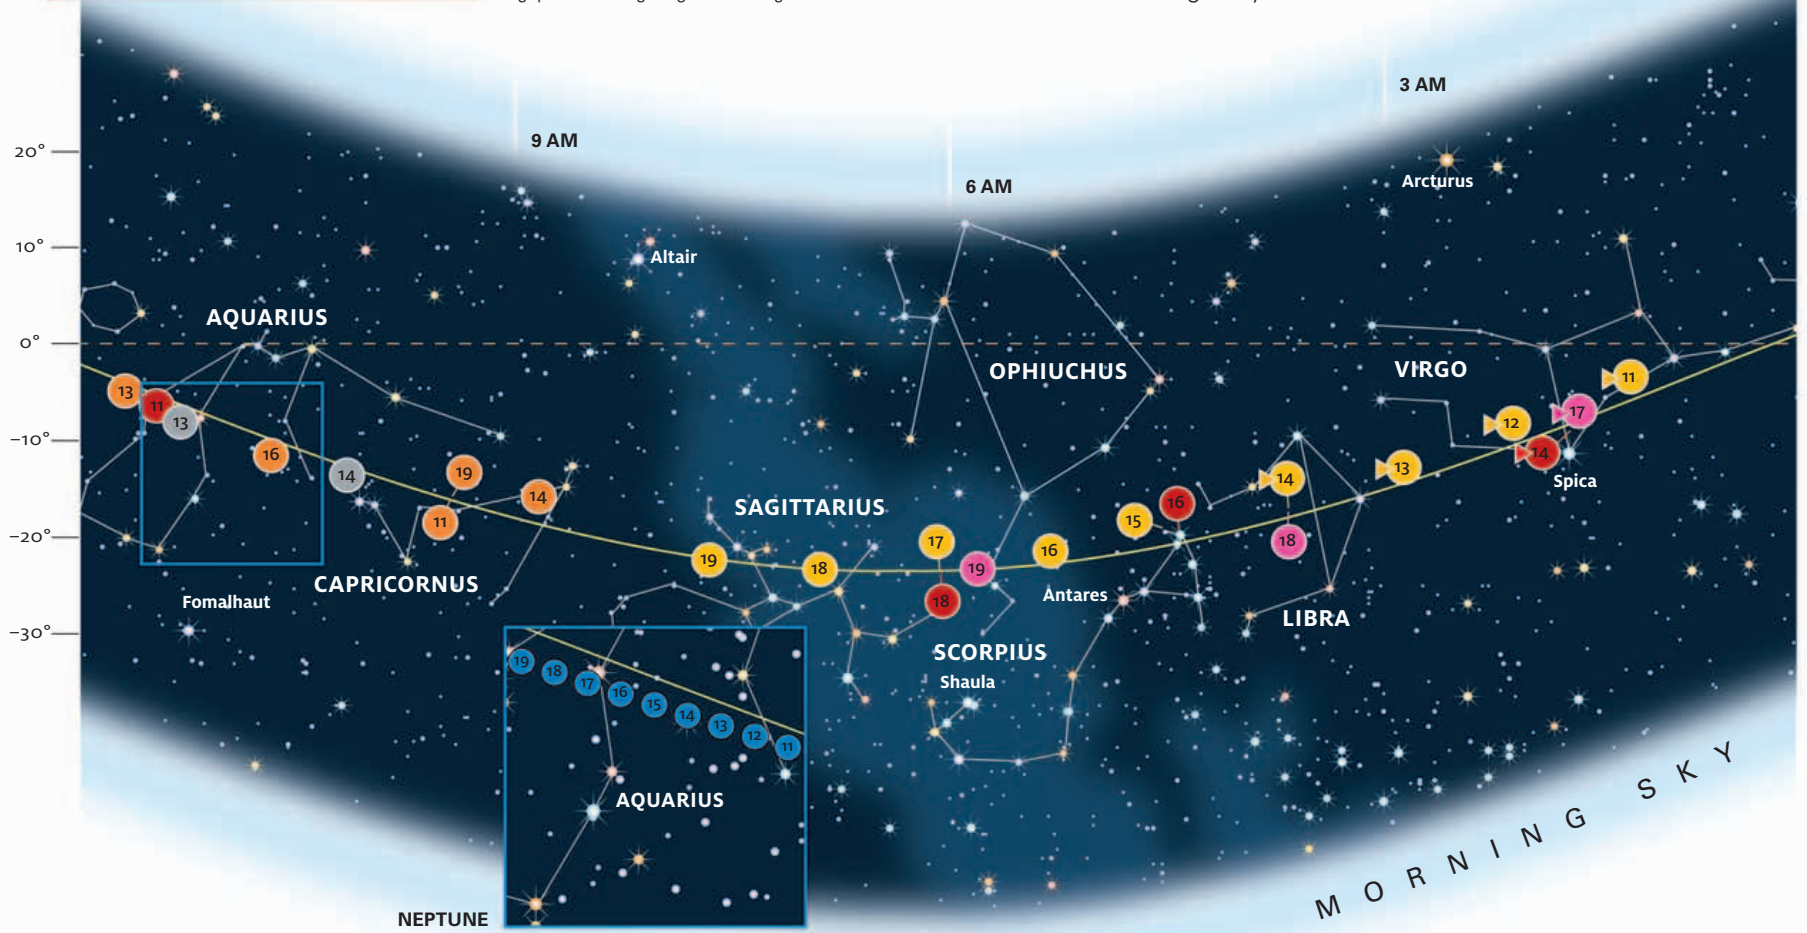 3 AM
9 AM
20°
6 AM
Arcturus
10°
Altair
AQUARIUS
0°
OPHIUCHUS
VIRGO
13
11
13
11
17
12
−10°
16
14
19
14
14
13
14
Spica
11
SAGITTARIUS
15
16
−20°
19
18
17
19
16
18
CAPRICORNUS
18
Antares
Fomalhaut
LIBRA
−30°
SCORPIUS
Shaula
19
18
17
16
15
14
13
12
11
AQUARIUS
NEPTUNE
MORNING SKY